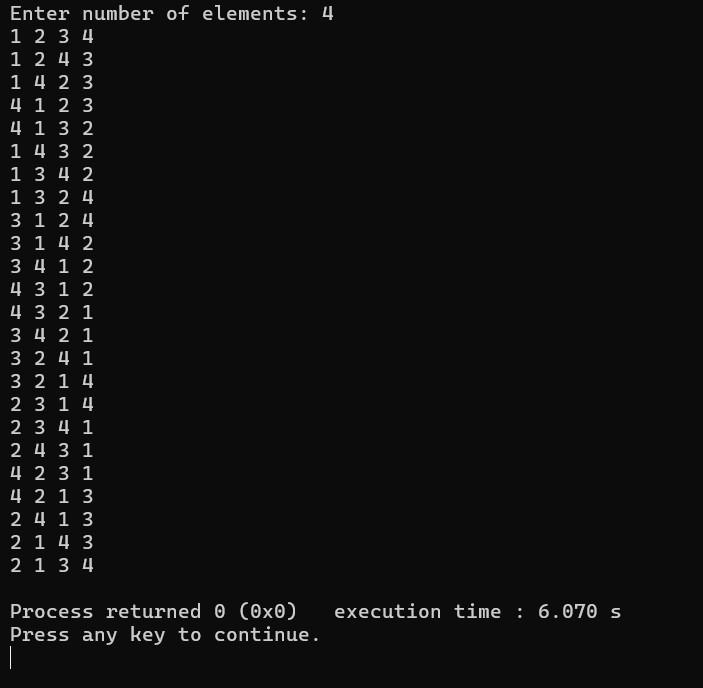 Enter number of elements: 4
1 2 3 4
1 2 4 3
1 4 2 3
4 1 2 3
4 1 3 2
1 4 3 2
1 3 4 2
1 3 2 4
3 1 2 4
3 1 4 2
3 4 1 2
4 3 1 2
4 3 2 1
3 4 2 1
3 2 4 1
3 2 1 4
2 3 1 4
2 3 4 1
2 4 3 1
4 2 3 1
4 2 1 3
2 4 1 3
2 1 4 3
2 1 3 4
Process returned 0 (0x0)   execution time : 6.070 s
Press any key to continue.